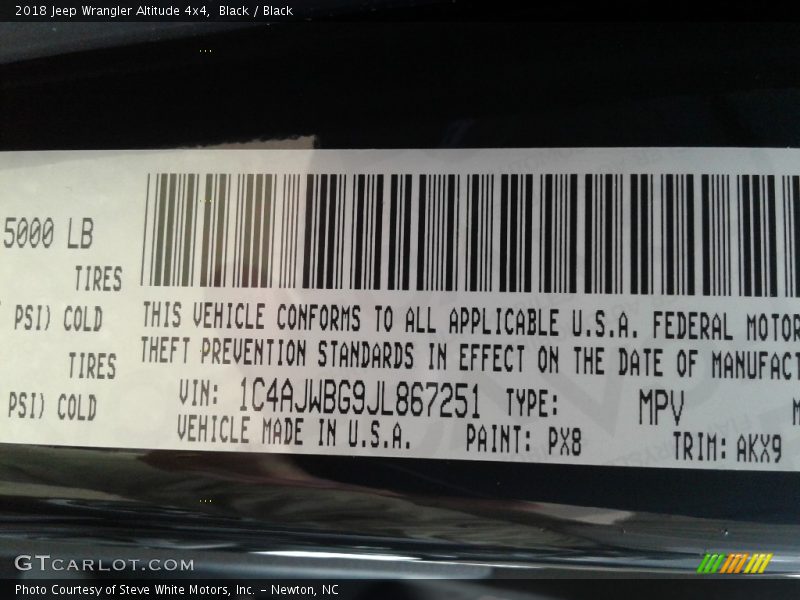 2018 Jeep Wrangler Altitude 4x4, Black / Black
5000 LB
TIRES
PSI) COLD
TIRES
PSI) COLD
THIS VEHICLE CONFORMS TO ALL APPLICABLE U.S.A. FEDERAL MOTOR
THEFT PREVENTION STANDARDS IN EFFECT ON THE DATE OF MANUFACT
VIN: 1C4AJWBG9JL867251 TYPE: MPV
VEHICLE MADE IN U.S.A. PAINT: PX8 TRIM: AKX9
GTCARLOT.COM
Photo Courtesy of Steve White Motors, Inc. – Newton, NC